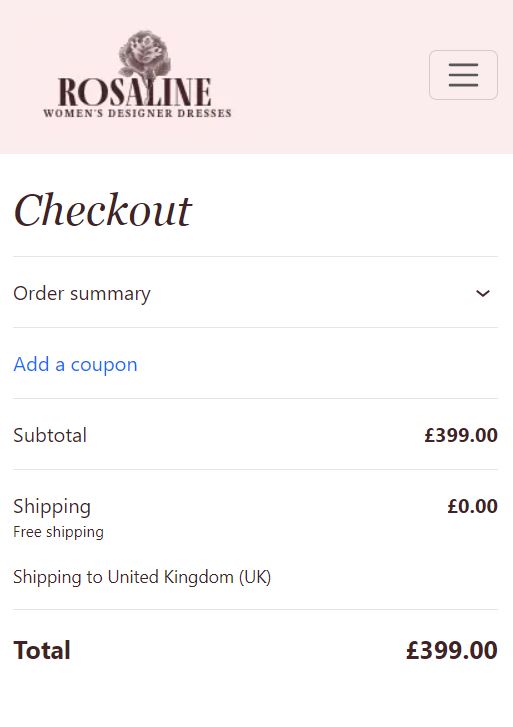 ROSALINE
WOMEN'S DESIGNER DRESSES
Checkout
Order summary
Add a coupon
Subtotal £399.00
Shipping £0.00
Free shipping
Shipping to United Kingdom (UK)
Total £399.00